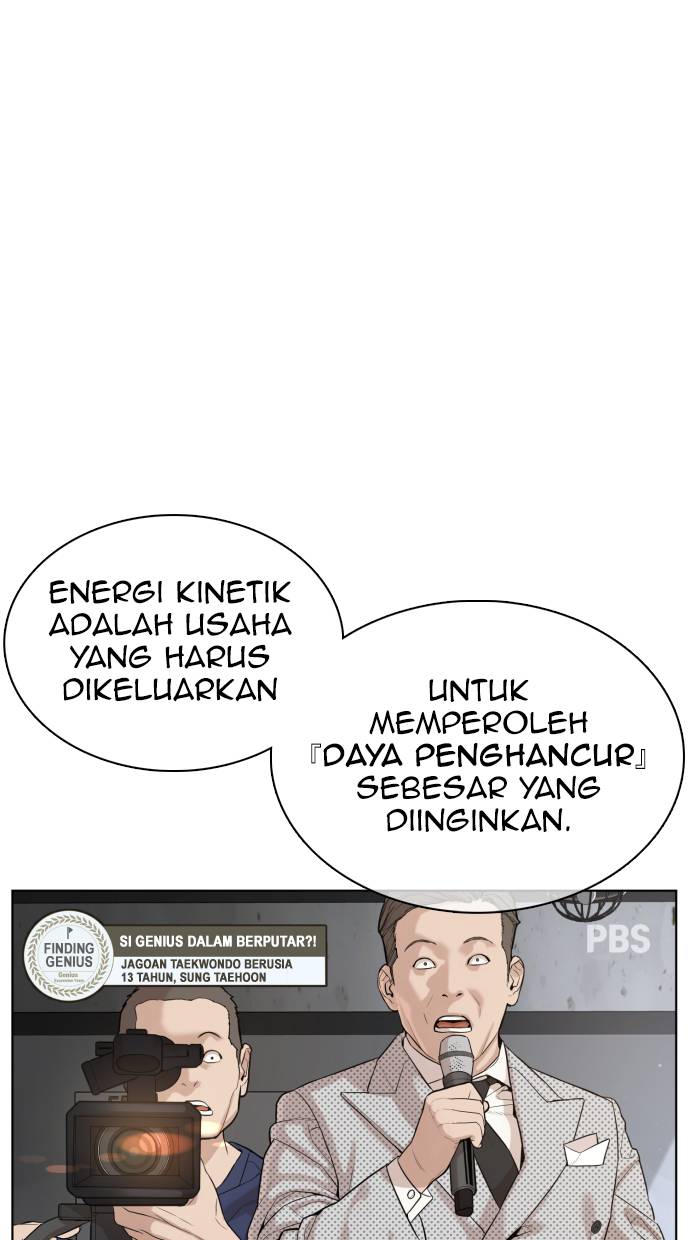 ENERGI KINETIK
ADALAH USAHA
YANG HARUS
DIKELUARKAN
UNTUK
MEMPEROLEH
『DAYA PENGHANCUR』
SEBESAR YANG
DIINGINKAN.
FINDING
GENIUS
Genius
SI GENIUS DALAM BERPUTAR?!
JAGOAN TAEKWONDO BERUSIA
13 TAHUN, SUNG TAEHOON
PBS